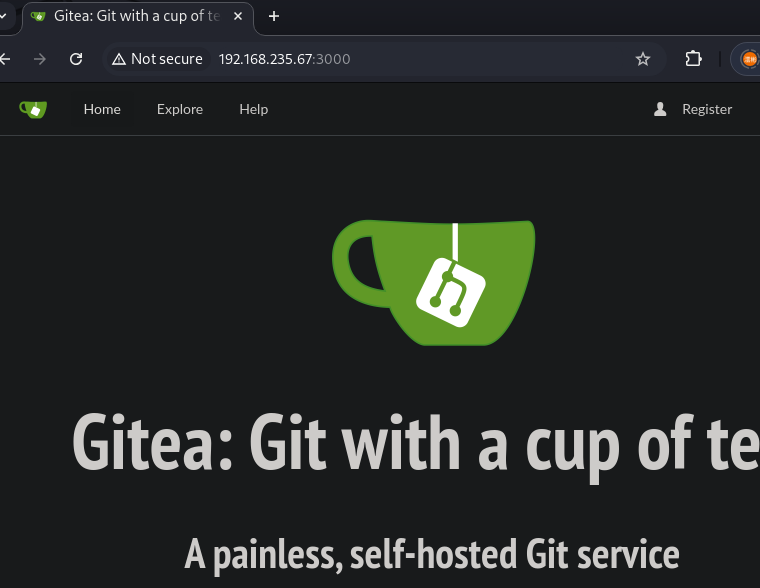 Gitea: Git with a cup of te
Not secure 192.168.235.67:3000
Home Explore Help Register
Gitea: Git with a cup of te
A painless, self-hosted Git service